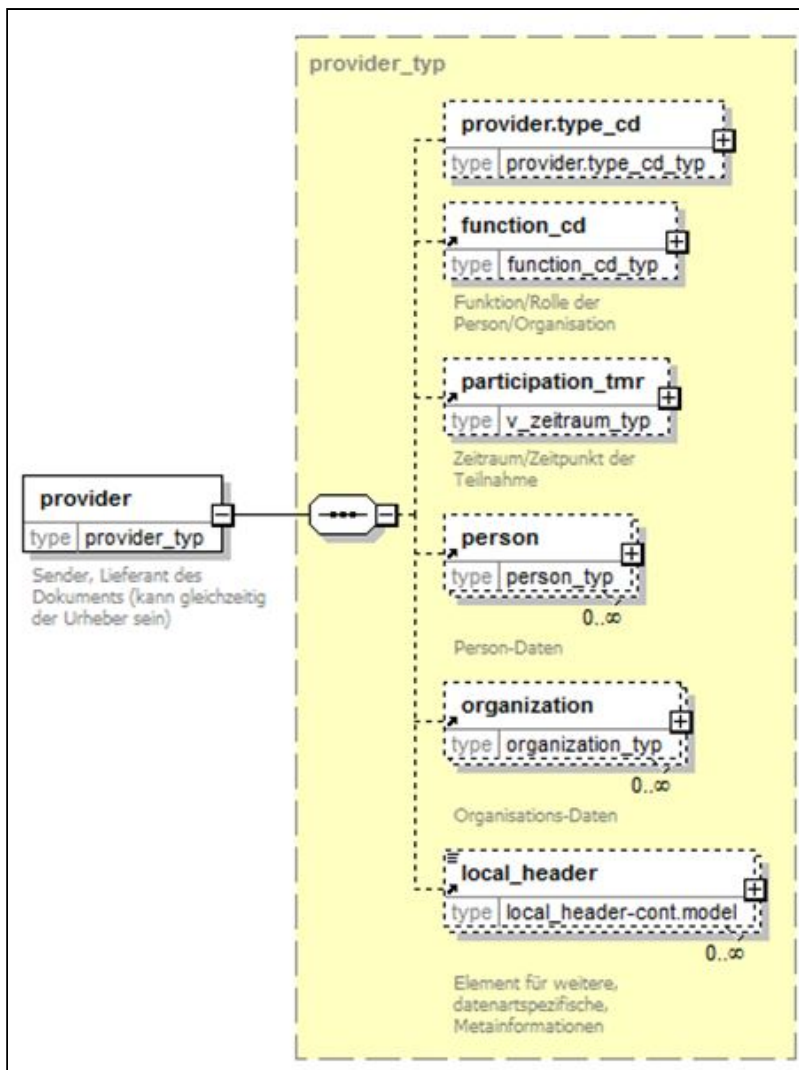 provider_typ
provider.type_cd
type provider.type_cd_typ
function_cd
type function_cd_typ
Funktion/Rolle der
Person/Organisation
participation_tmr
type v_zeitraum_typ
Zeitraum/Zeitpunkt der
Teilnahme
provider
type provider_typ
Sender, Lieferant des
Dokuments (kann gleichzeitig
der Urheber sein)
person
type person_typ
0..∞
Person-Daten
organization
type organization_typ
0..∞
Organisations-Daten
local_header
type local_header-cont.model
0..∞
Element für weitere,
datenartspezifische,
Metainformationen